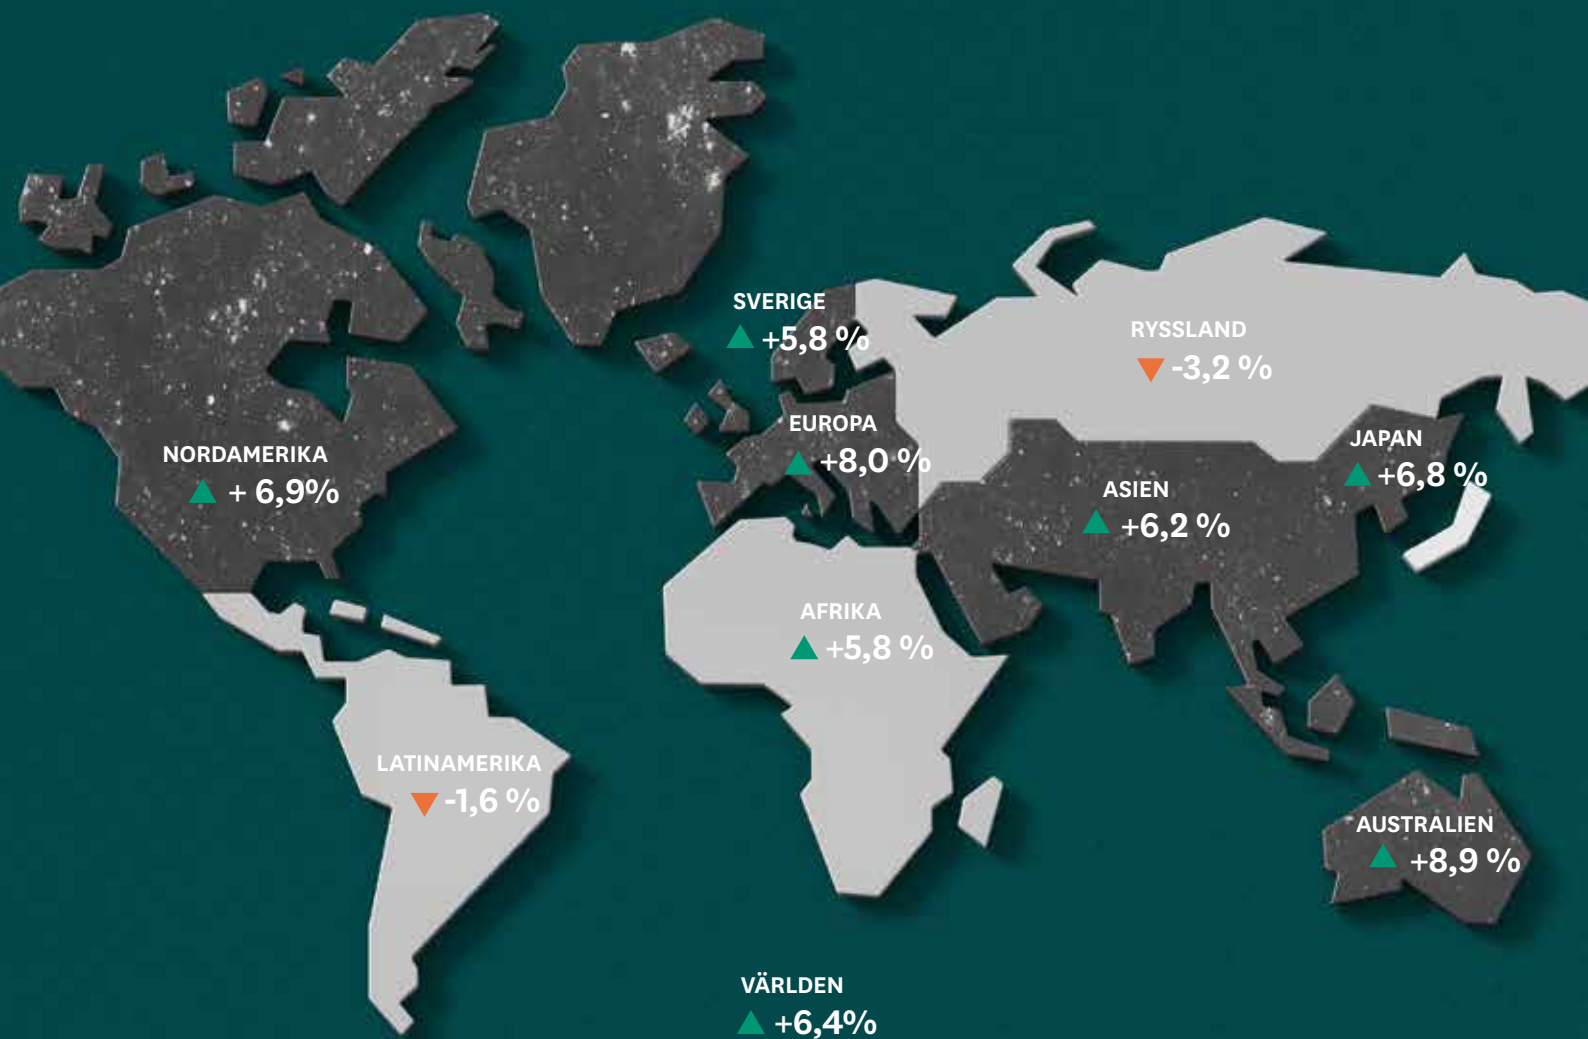 SVERIGE
▲ +5,8 %
RYSSLAND
▼ -3,2 %
EUROPA
▲ +8,0 %
JAPAN
▲ +6,8 %
NORDAMERIKA
▲ + 6,9%
ASIEN
▲ +6,2 %
AFRIKA
▲ +5,8 %
LATINAMERIKA
▼ -1,6 %
AUSTRALIEN
▲ +8,9 %
VÄRLDEN
▲ +6,4%